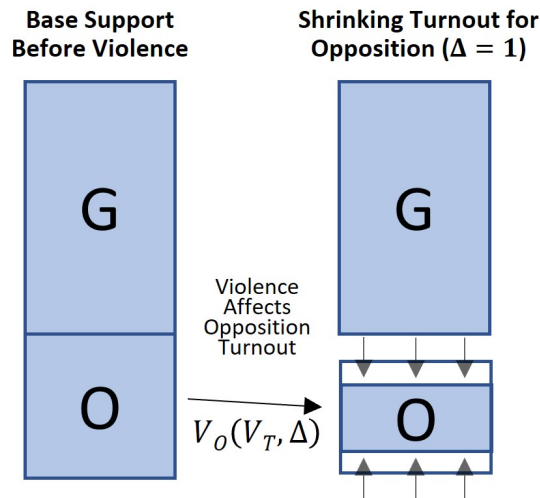 Base Support
Before Violence
Shrinking Turnout for
Opposition (Δ = 1)
G
G
Violence
Affects
Opposition
Turnout
O
O
V_O(V_T, Δ)